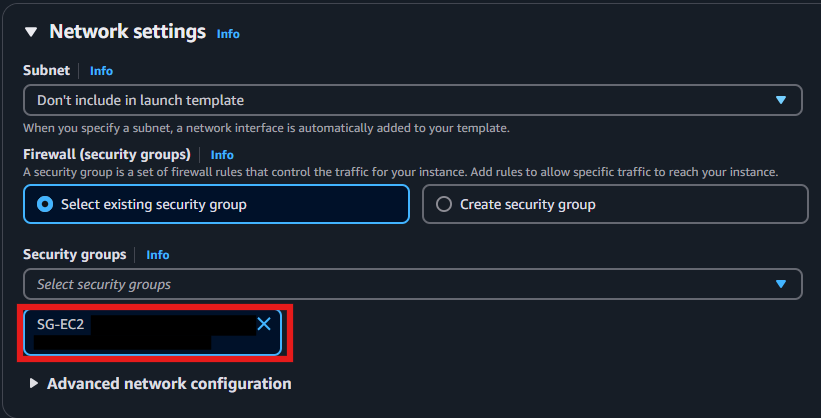 Network settings Info
Subnet Info
Don't include in launch template
When you specify a subnet, a network interface is automatically added to your template.
Firewall (security groups) Info
A security group is a set of firewall rules that control the traffic for your instance. Add rules to allow specific traffic to reach your instance.
Select existing security group
Create security group
Security groups Info
Select security groups
SG-EC2
Advanced network configuration